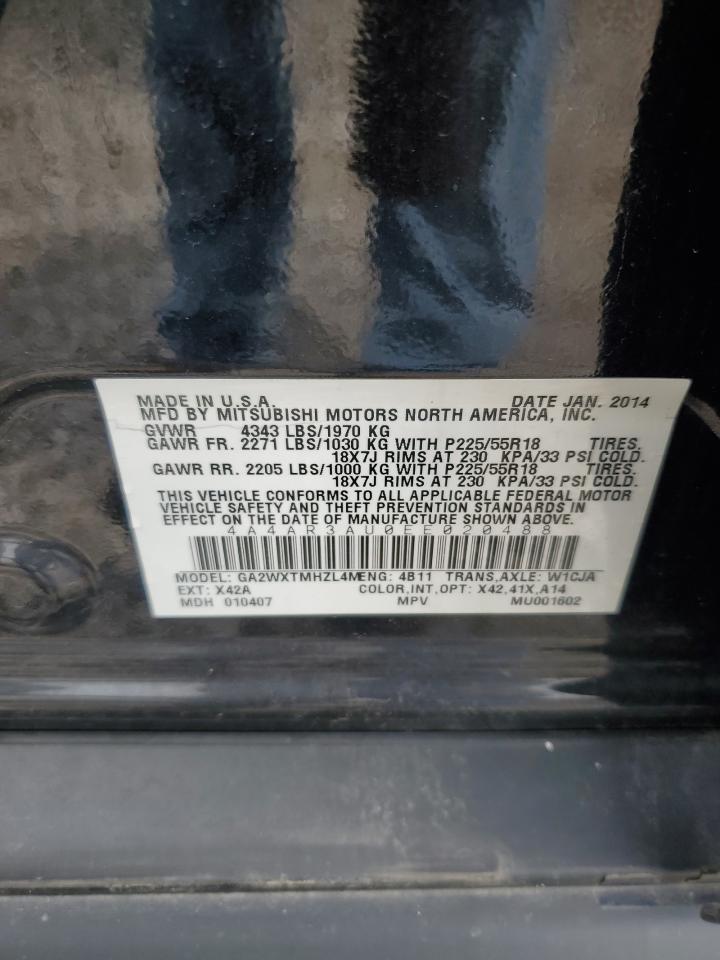 MADE IN U.S.A. DATE JAN. 2014
MFD BY MITSUBISHI MOTORS NORTH AMERICA, INC.
GVWR 4343 LBS/1970 KG
GAWR FR. 2271 LBS/1030 KG WITH P225/55R18 TIRES.
18X7J RIMS AT 230 KPA/33 PSI COLD.
GAWR RR. 2205 LBS/1000 KG WITH P225/55R18 TIRES.
18X7J RIMS AT 230 KPA/33 PSI COLD.
THIS VEHICLE CONFORMS TO ALL APPLICABLE FEDERAL MOTOR
VEHICLE SAFETY AND THEFT PREVENTION STANDARDS IN
EFFECT ON THE DATE OF MANUFACTURE SHOWN ABOVE.
4A4AR3AU0EE020488
MODEL: GA2WXTMHZL4M ENG: 4B11 TRANS,AXLE: W1CJA
EXT: X42A COLOR,INT,OPT: X42,41X,A14
MDH 010407 MPV MU001602